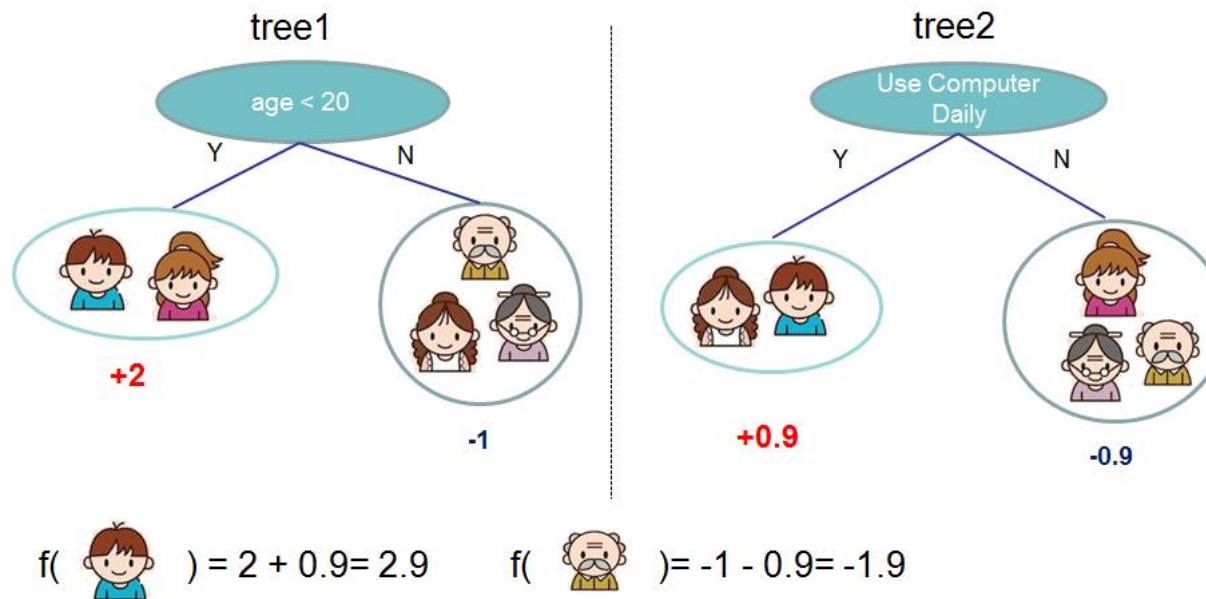 tree1
age < 20
Y
N
+2
-1
tree2
Use Computer
Daily
Y
N
+0.9
-0.9
f( ) = 2 + 0.9= 2.9
f( )= -1 - 0.9= -1.9